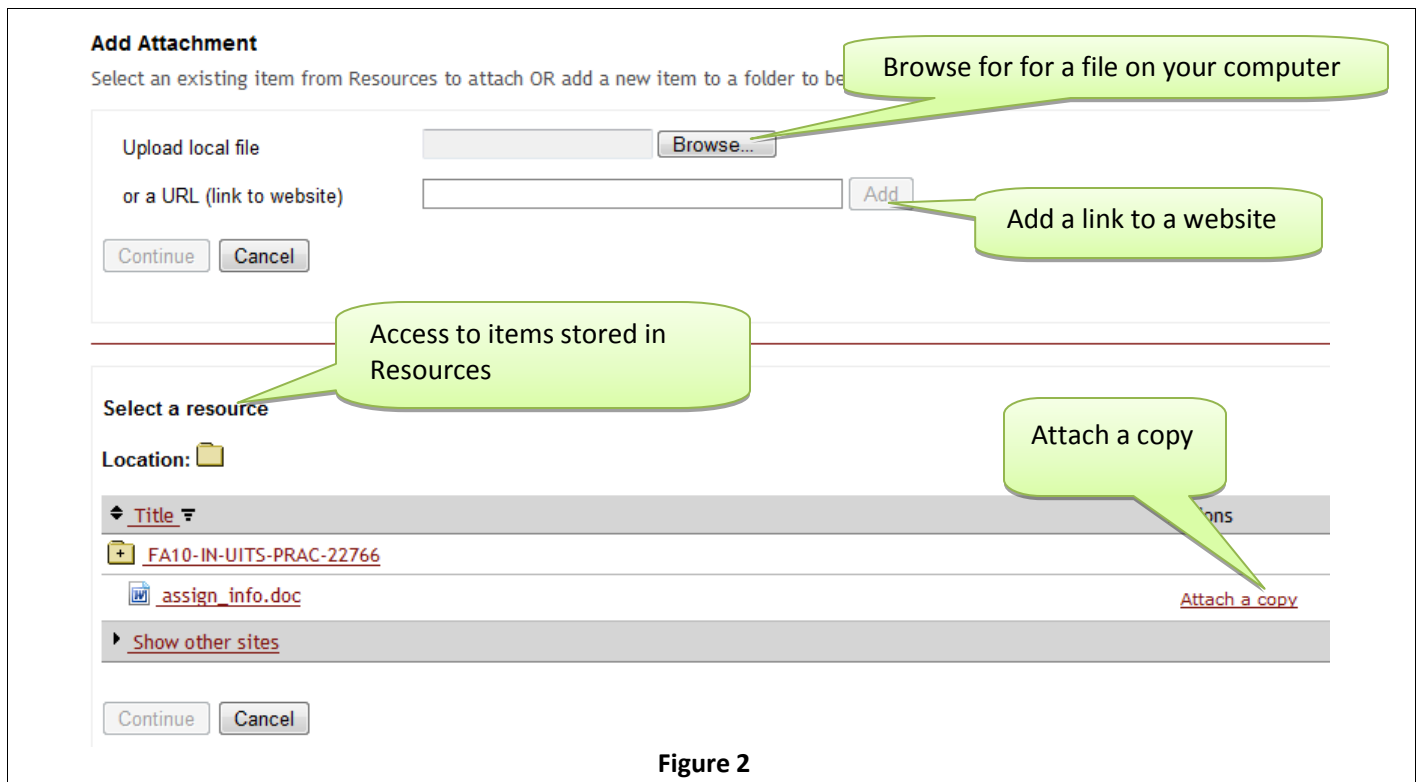 Add Attachment
Select an existing item from Resources to attach OR add a new item to a folder to be
Browse for for a file on your computer
Upload local file
Browse...
or a URL (link to website)
Add
Add a link to a website
Continue Cancel
Access to items stored in
Resources
Select a resource
Location:
Attach a copy
Title
FA10-IN-UITS-PRAC-22766
assign_info.doc
Attach a copy
Show other sites
Continue Cancel
Figure 2